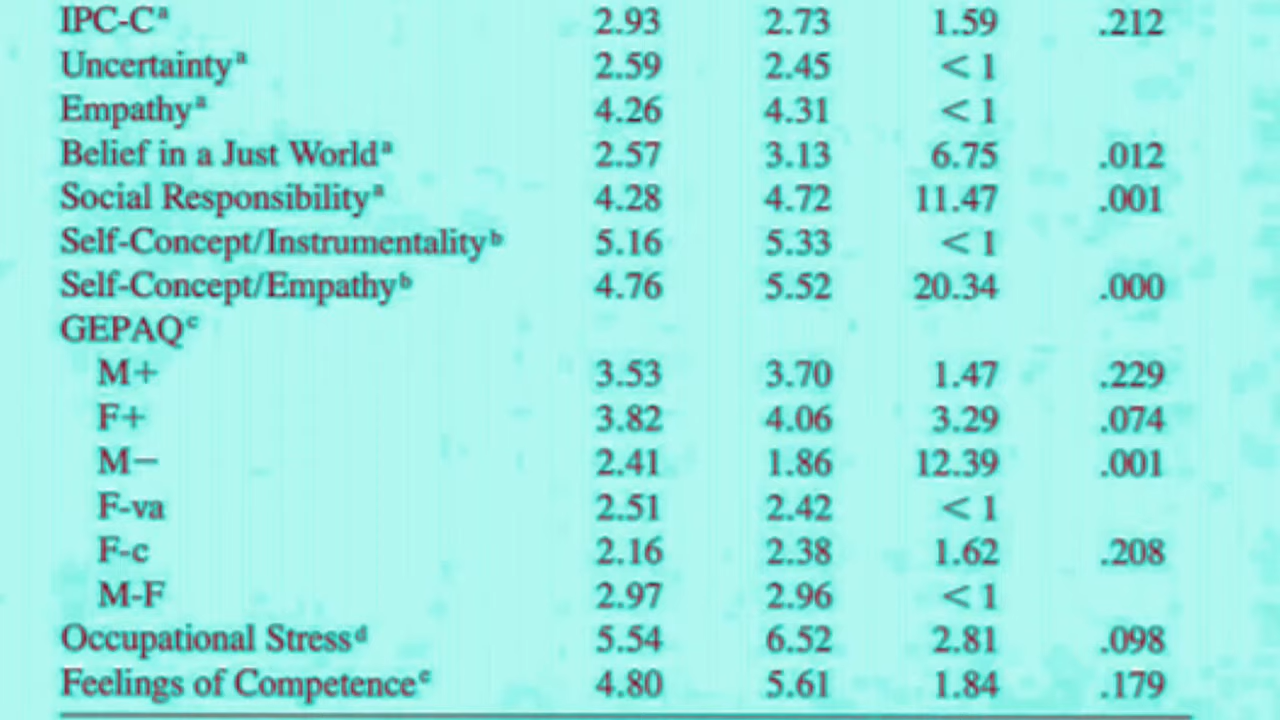 IPC-Cᵃ 2.93 2.73 1.59 .212
Uncertaintyᵃ 2.59 2.45 < 1
Empathyᵃ 4.26 4.31 < 1
Belief in a Just Worldᵃ 2.57 3.13 6.75 .012
Social Responsibilityᵃ 4.28 4.72 11.47 .001
Self-Concept/Instrumentalityᵇ 5.16 5.33 < 1
Self-Concept/Empathyᵇ 4.76 5.52 20.34 .000
GEPAQᶜ
M+ 3.53 3.70 1.47 .229
F+ 3.82 4.06 3.29 .074
M− 2.41 1.86 12.39 .001
F-va 2.51 2.42 < 1
F-c 2.16 2.38 1.62 .208
M-F 2.97 2.96 < 1
Occupational Stressᵈ 5.54 6.52 2.81 .098
Feelings of Competenceᵉ 4.80 5.61 1.84 .179